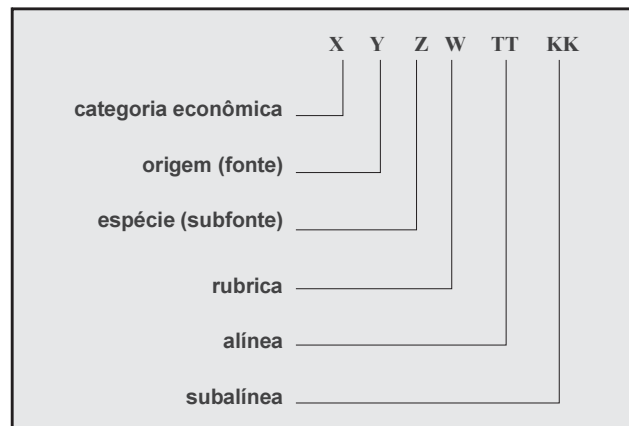 X Y Z W TT KK
categoria econômica
origem (fonte)
espécie (subfonte)
rubrica
alínea
subalínea